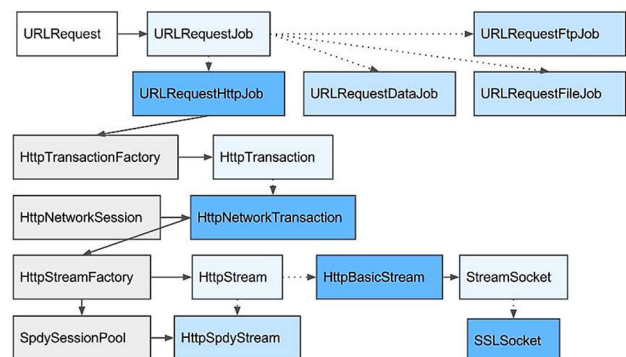 URLRequest
URLRequestJob
URLRequestFtpJob
URLRequestHttpJob
URLRequestDataJob
URLRequestFileJob
HttpTransactionFactory
HttpTransaction
HttpNetworkSession
HttpNetworkTransaction
HttpStreamFactory
HttpStream
HttpBasicStream
StreamSocket
SpdySessionPool
HttpSpdyStream
SSLSocket